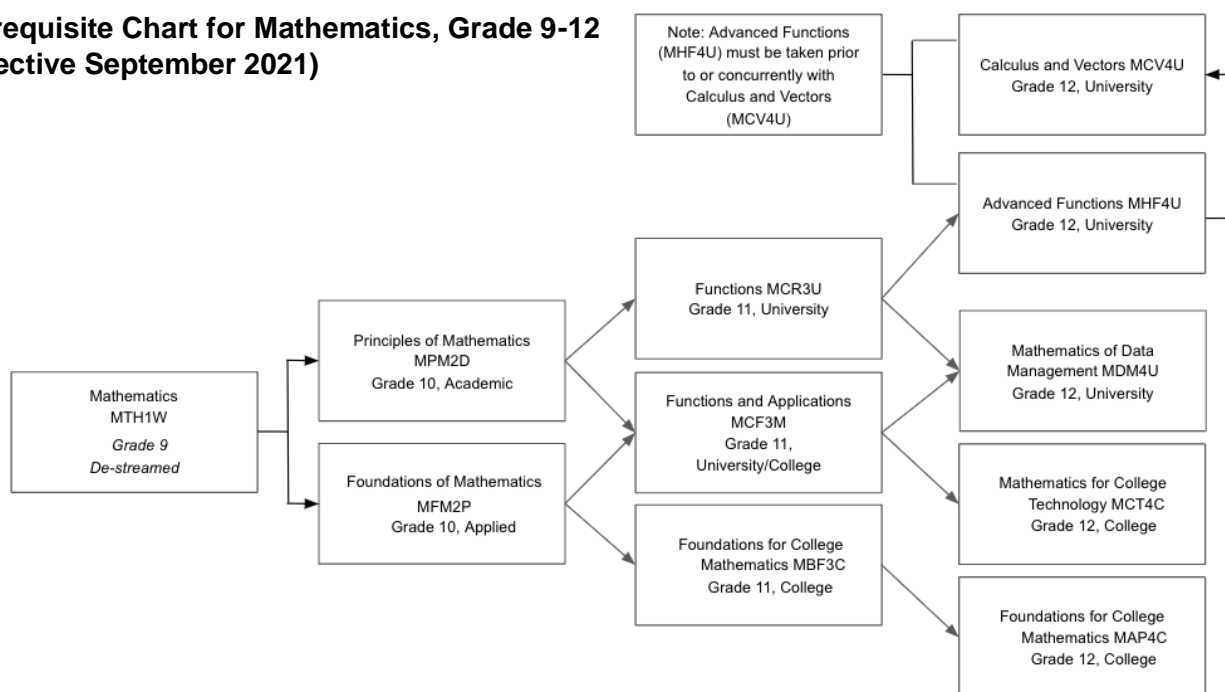 requisite Chart for Mathematics, Grade 9-12
ective September 2021)
Note: Advanced Functions
(MHF4U) must be taken prior
to or concurrently with
Calculus and Vectors
(MCV4U)
Calculus and Vectors MCV4U
Grade 12, University
Advanced Functions MHF4U
Grade 12, University
Functions MCR3U
Grade 11, University
Principles of Mathematics
MPM2D
Grade 10, Academic
Mathematics of Data
Management MDM4U
Grade 12, University
Mathematics
MTH1W
Grade 9
De-streamed
Functions and Applications
MCF3M
Grade 11,
University/College
Foundations of Mathematics
MFM2P
Grade 10, Applied
Mathematics for College
Technology MCT4C
Grade 12, College
Foundations for College
Mathematics MBF3C
Grade 11, College
Foundations for College
Mathematics MAP4C
Grade 12, College